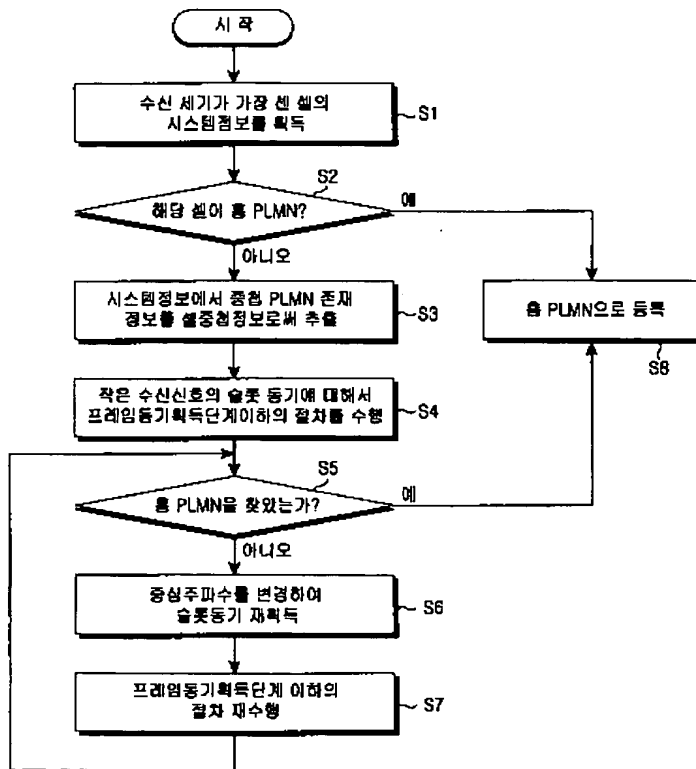 시 작
수신 세기가 가장 센 셀의
시스템정보를 획득
S1
S2
해당 셀이 홈 PLMN?
예
아니오
시스템정보에서 중첩 PLMN 존재
정보를 셀중첩정보로써 추출
S3
홈 PLMN으로 등록
S8
작은 수신신호의 슬롯 동기에 대해서
프레임동기획득단계이하의 절차를 수행
S4
S5
홈 PLMN을 찾았는가?
예
아니오
중심주파수를 변경하여
슬롯동기 재획득
S6
프레임동기획득단계 이하의
절차 재수행
S7